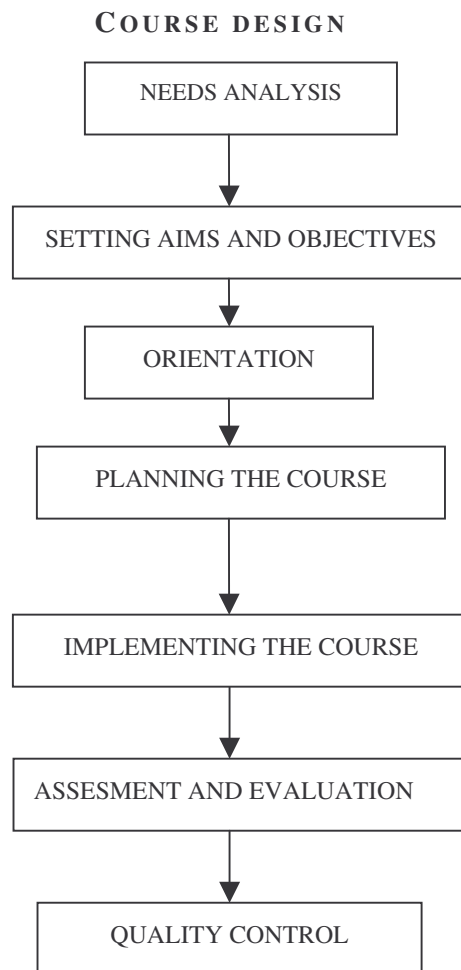 COURSE DESIGN
NEEDS ANALYSIS
SETTING AIMS AND OBJECTIVES
ORIENTATION
PLANNING THE COURSE
IMPLEMENTING THE COURSE
ASSESMENT AND EVALUATION
QUALITY CONTROL